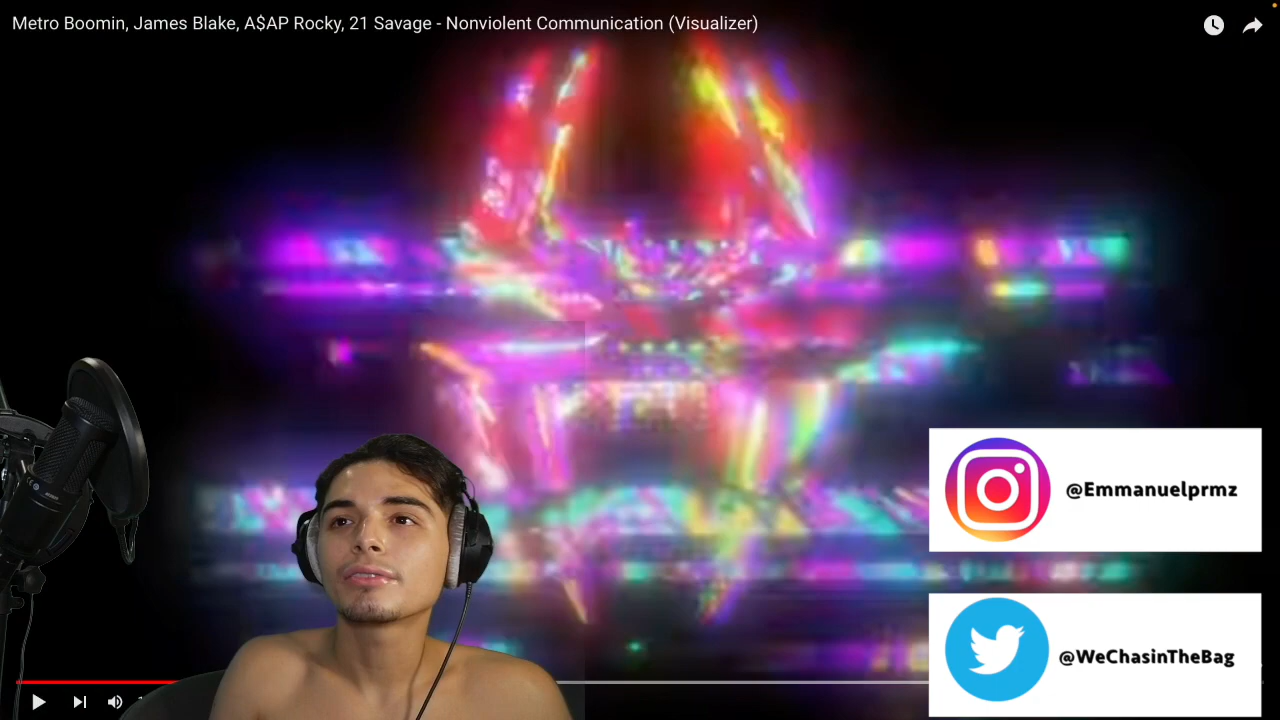 Metro Boomin, James Blake, A$AP Rocky, 21 Savage - Nonviolent Communication (Visualizer)
@Emmanuelprmz
@WeChasinTheBag